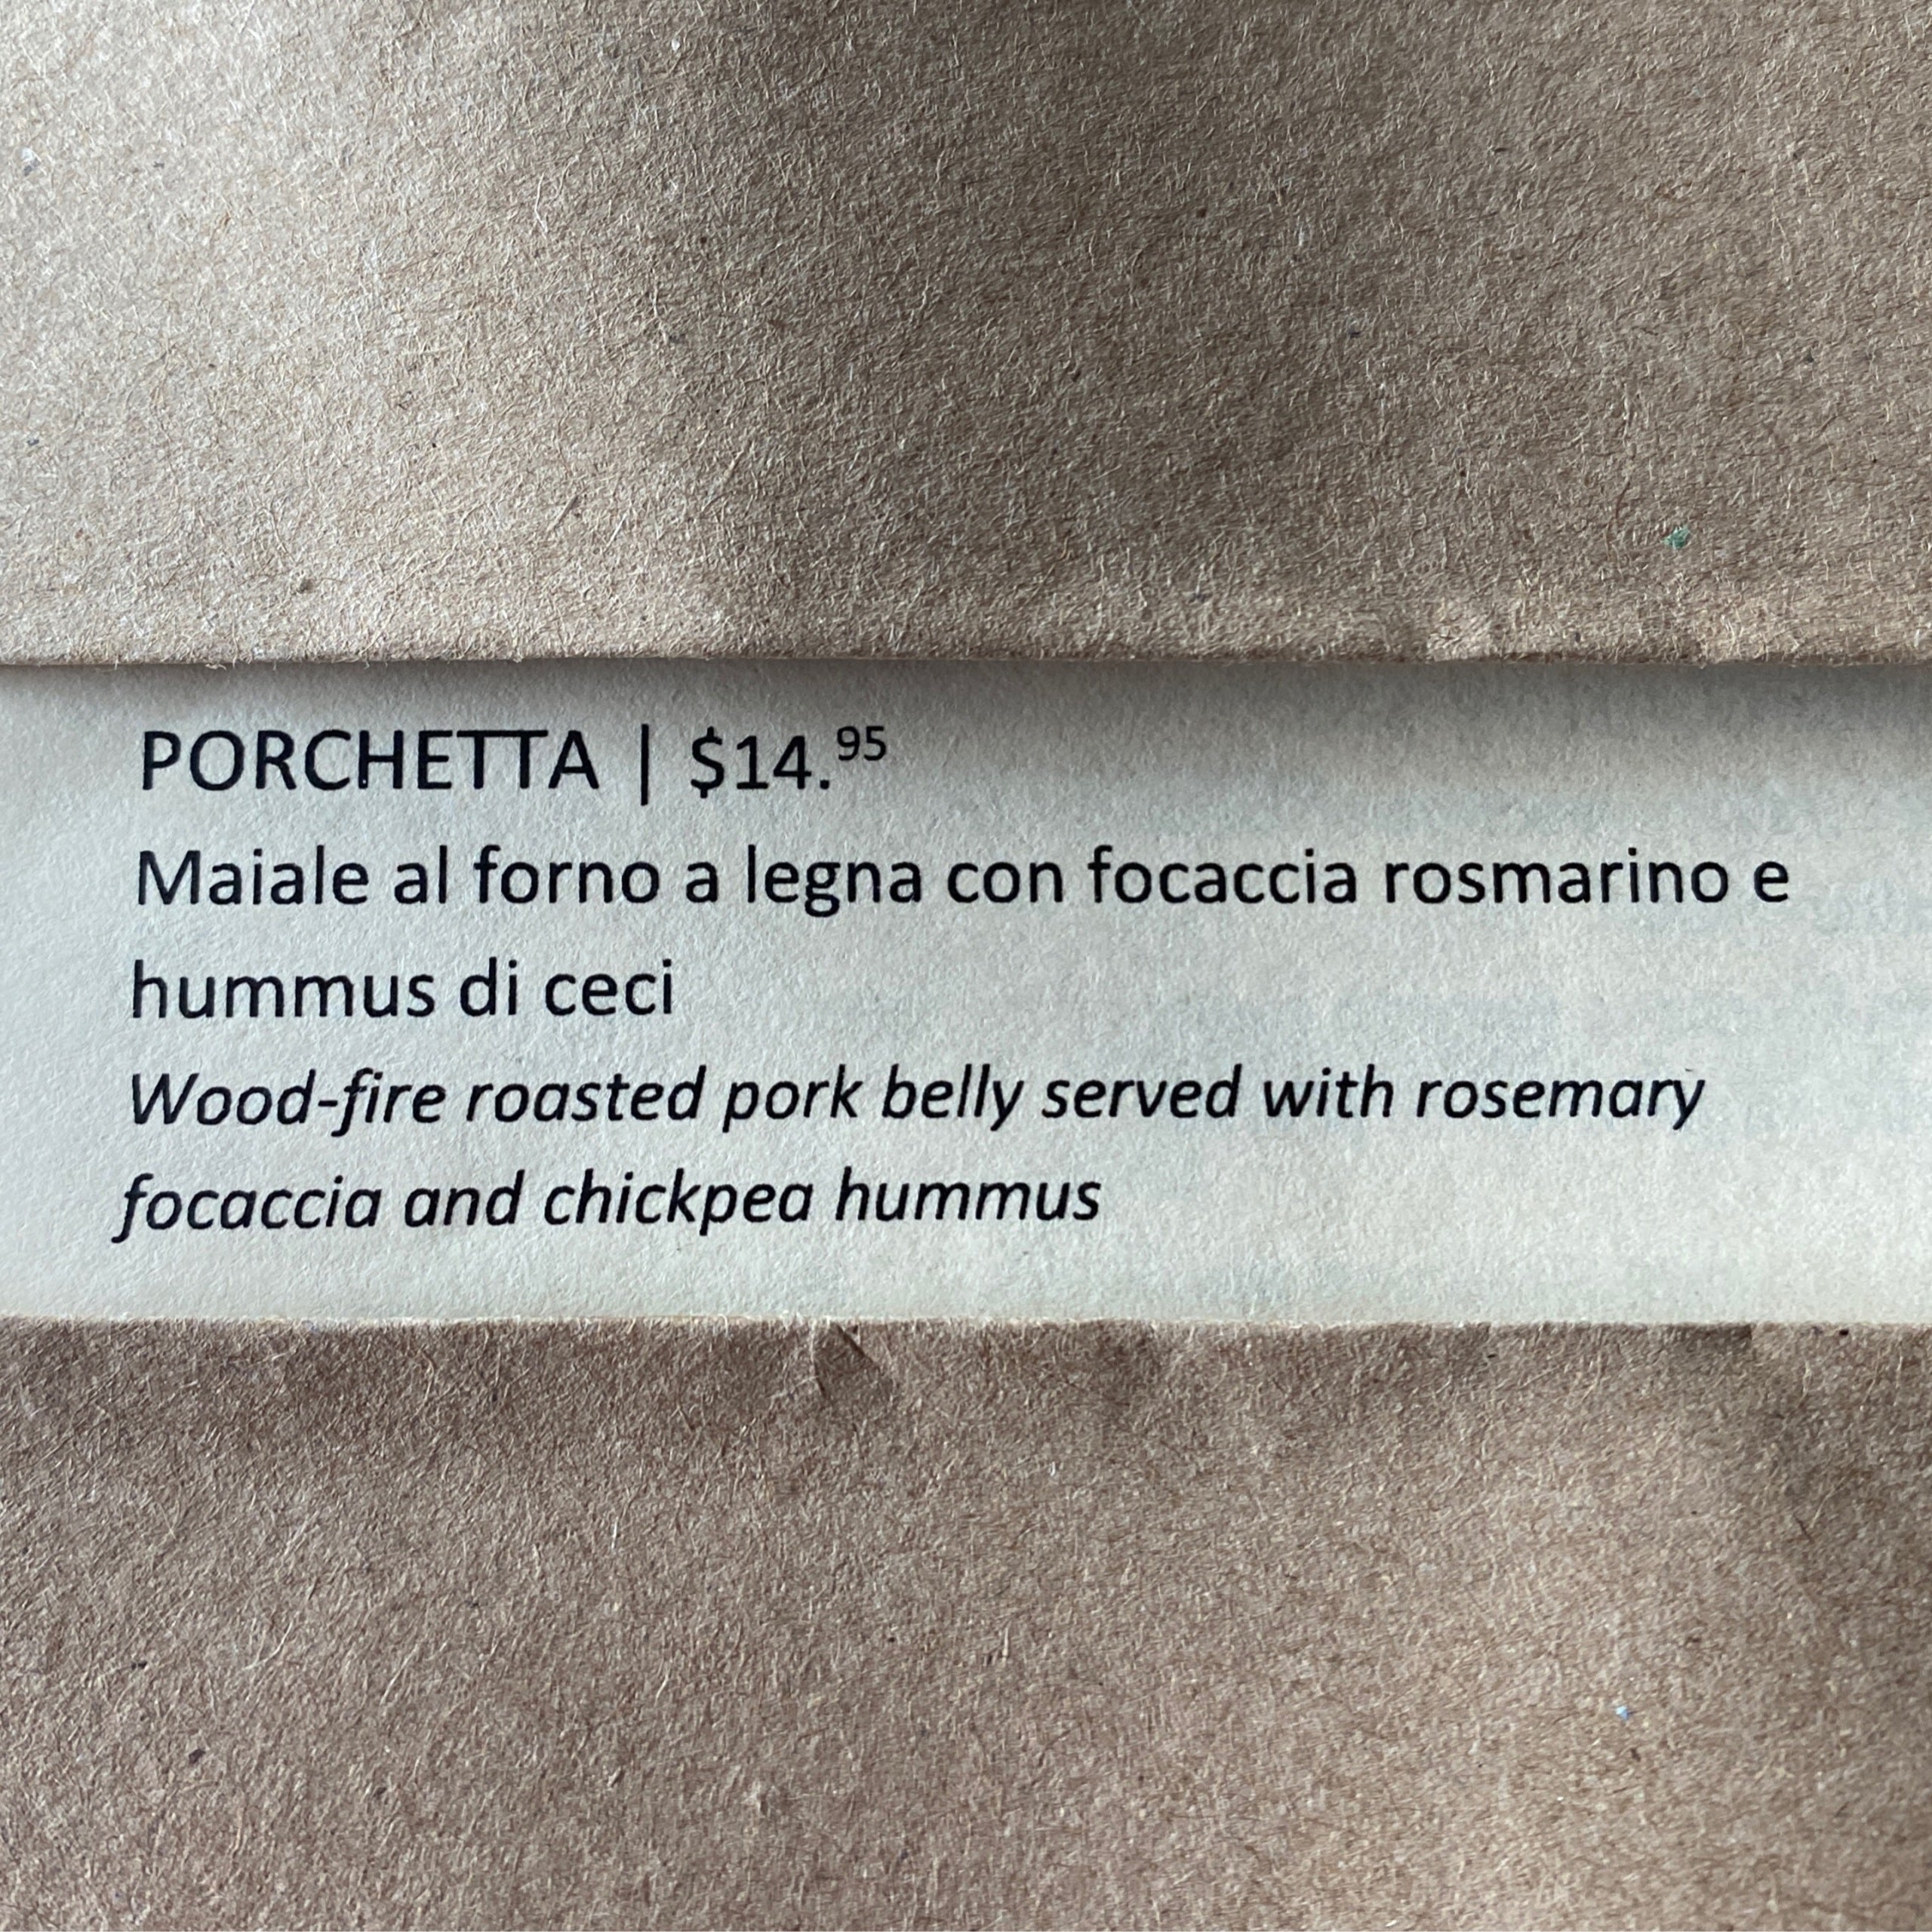 PORCHETTA | $14.95
Maiale al forno a legna con focaccia rosmarino e
hummus di ceci
Wood-fire roasted pork belly served with rosemary
focaccia and chickpea hummus